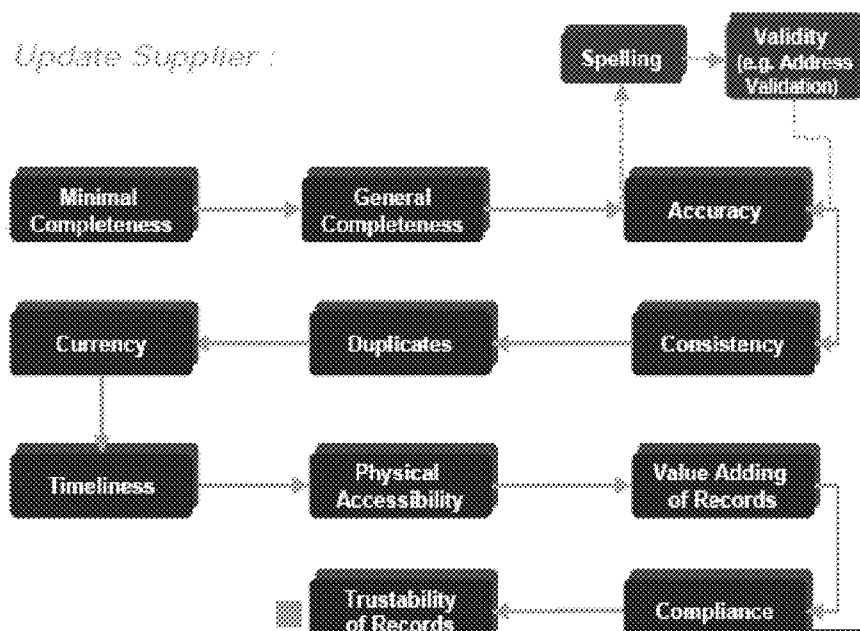 Update Supplier :
Spelling
Validity
(e.g. Address
Validation)
Minimal
Completeness
General
Completeness
Accuracy
Currency
Duplicates
Consistency
Timeliness
Physical
Accessibility
Value Adding
of Records
Trustability
of Records
Compliance